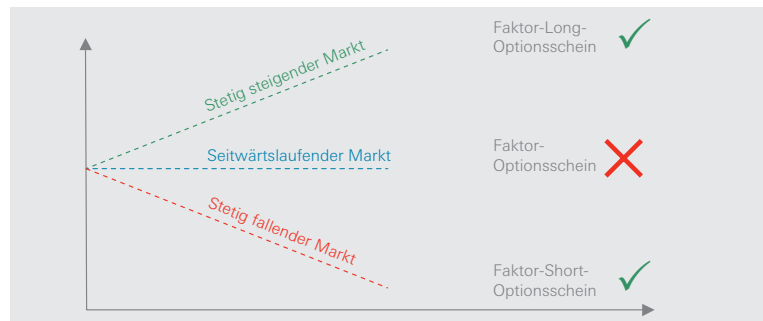 Faktor-Long-
Optionsschein
Stetig steigender Markt
Seitwärtslaufender Markt
Faktor-
Optionsschein
Stetig fallender Markt
Faktor-Short-
Optionsschein